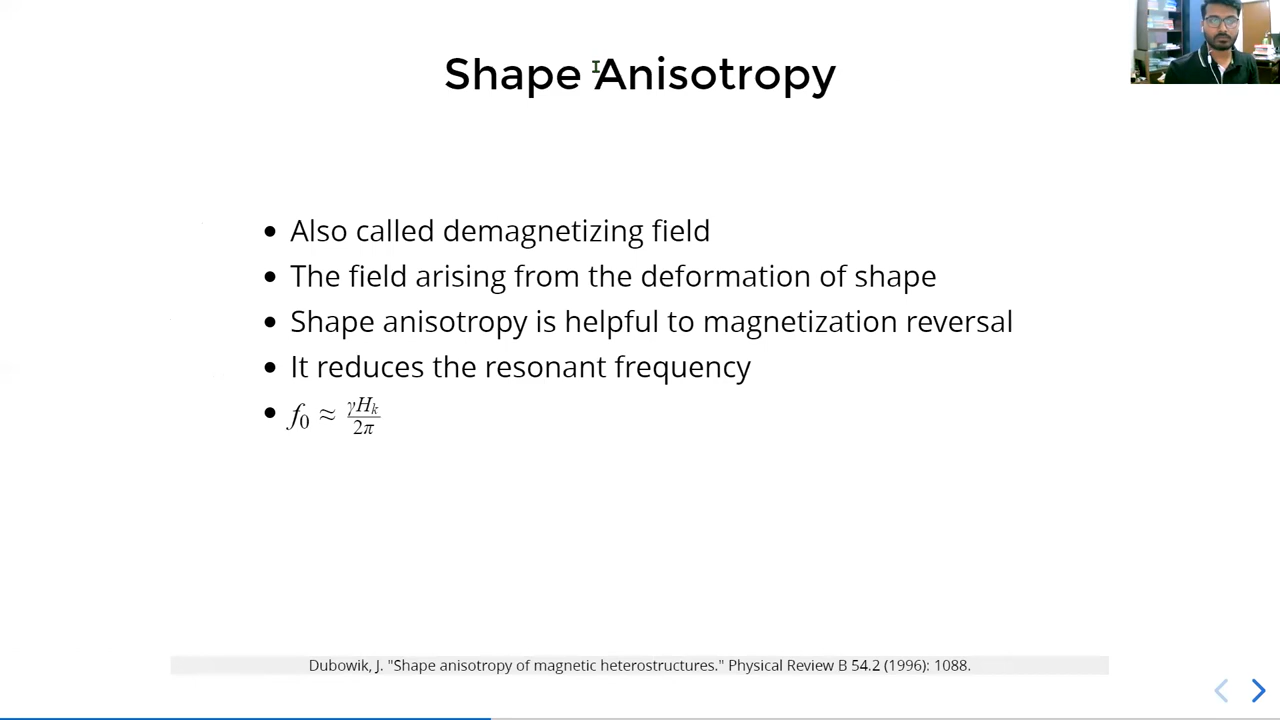 Shape Anisotropy
• Also called demagnetizing field
• The field arising from the deformation of shape
• Shape anisotropy is helpful to magnetization reversal
• It reduces the resonant frequency
• f₀ ≈ γHₖ/2π
Dubowik, J. "Shape anisotropy of magnetic heterostructures." Physical Review B 54.2 (1996): 1088.